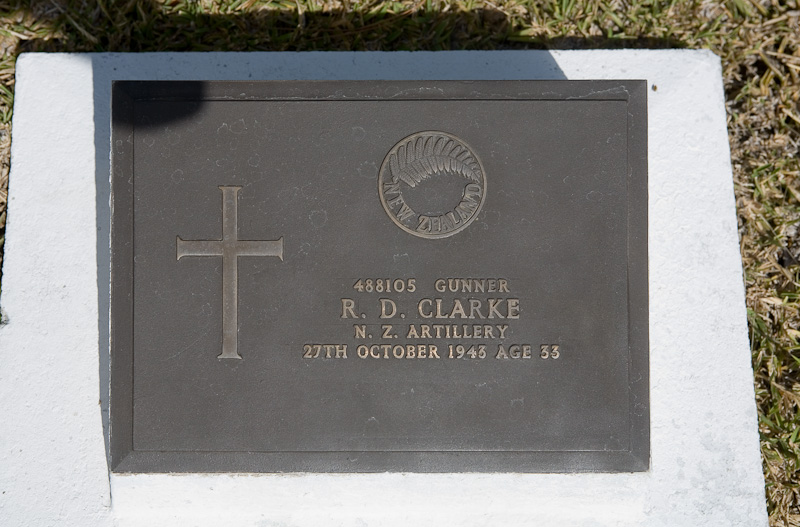 NEW ZEALAND
488105 GUNNER
R. D. CLARKE
N. Z. ARTILLERY
27TH OCTOBER 1943 AGE 33